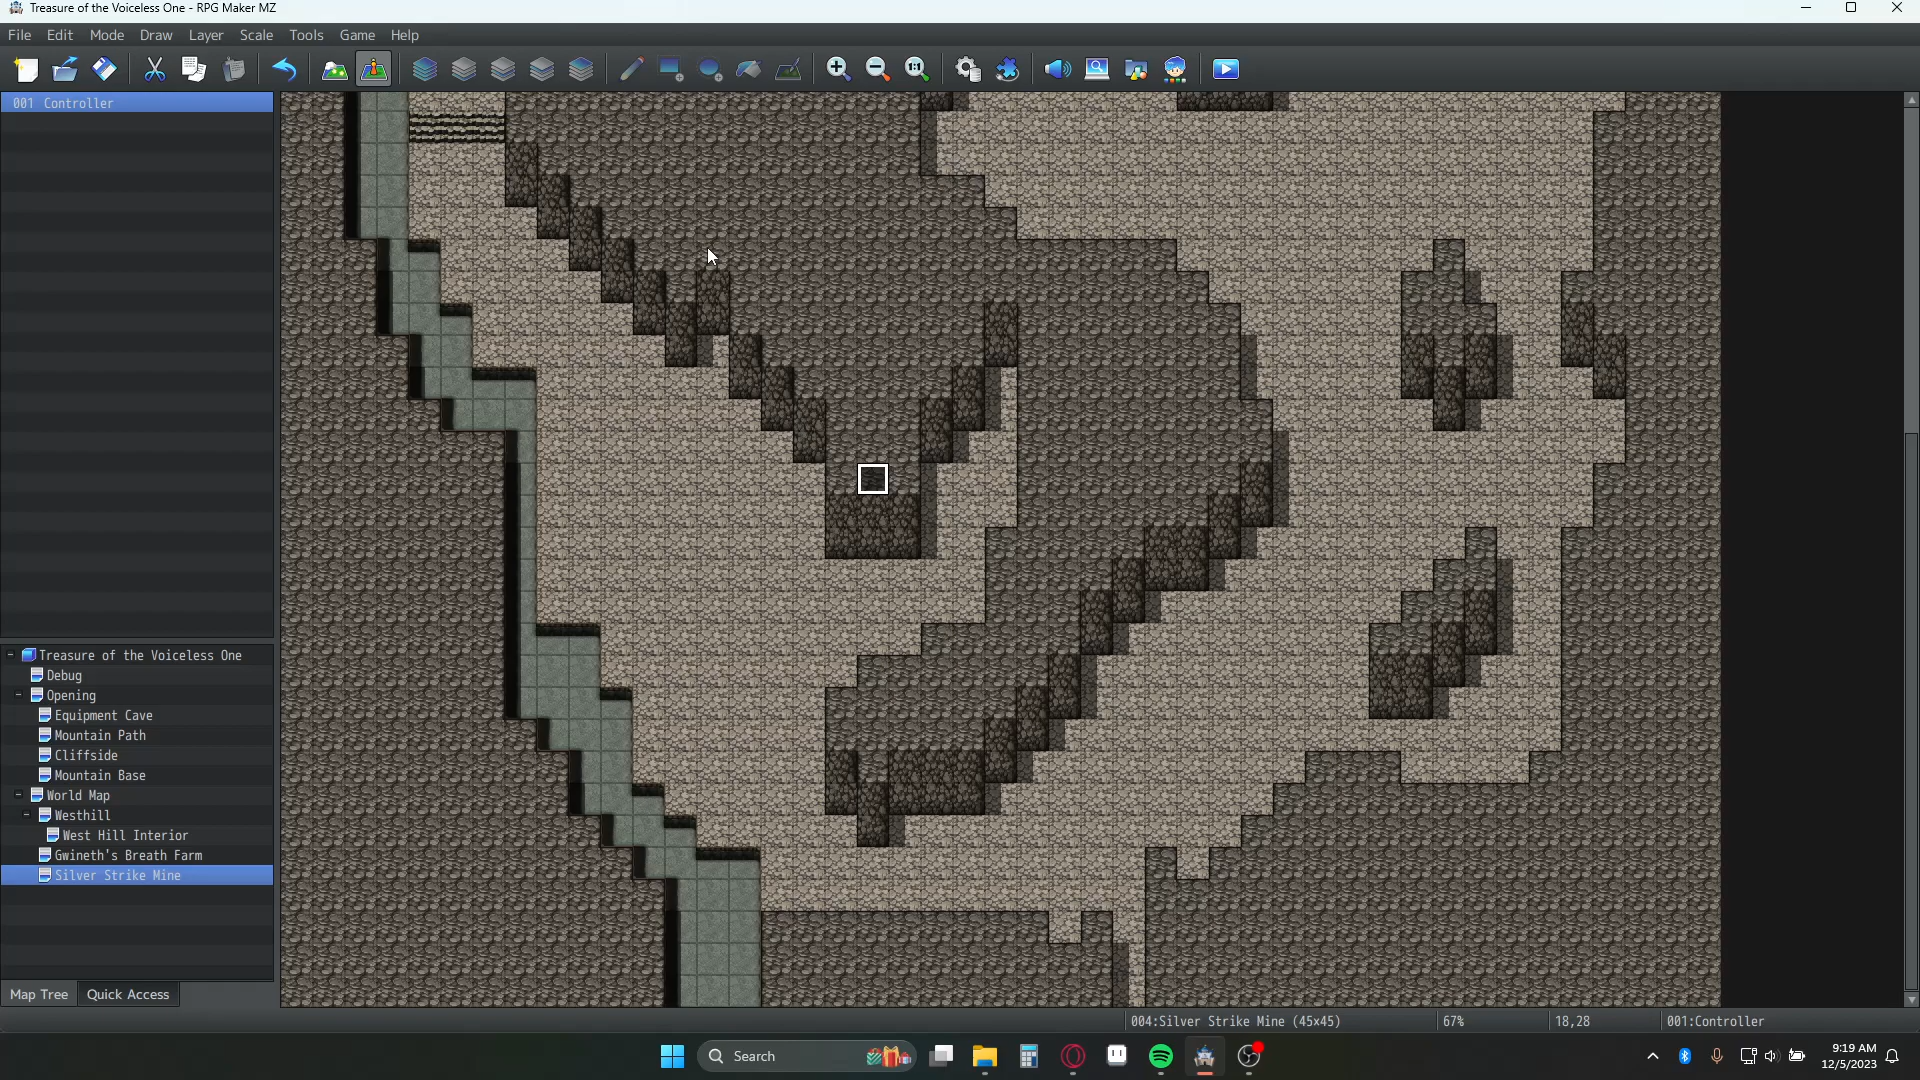 Treasure of the Voiceless One - RPG Maker MZ
File Edit Mode Draw Layer Scale Tools Game Help
1:1
001 Controller
Treasure of the Voiceless One
Debug
Opening
Equipment Cave
Mountain Path
Cliffside
Mountain Base
World Map
Westhill
West Hill Interior
Gwineth's Breath Farm
Silver Strike Mine
Map Tree Quick Access
004:Silver Strike Mine (45x45) 67% 18,28 001:Controller
Search
9:19 AM
12/5/2023